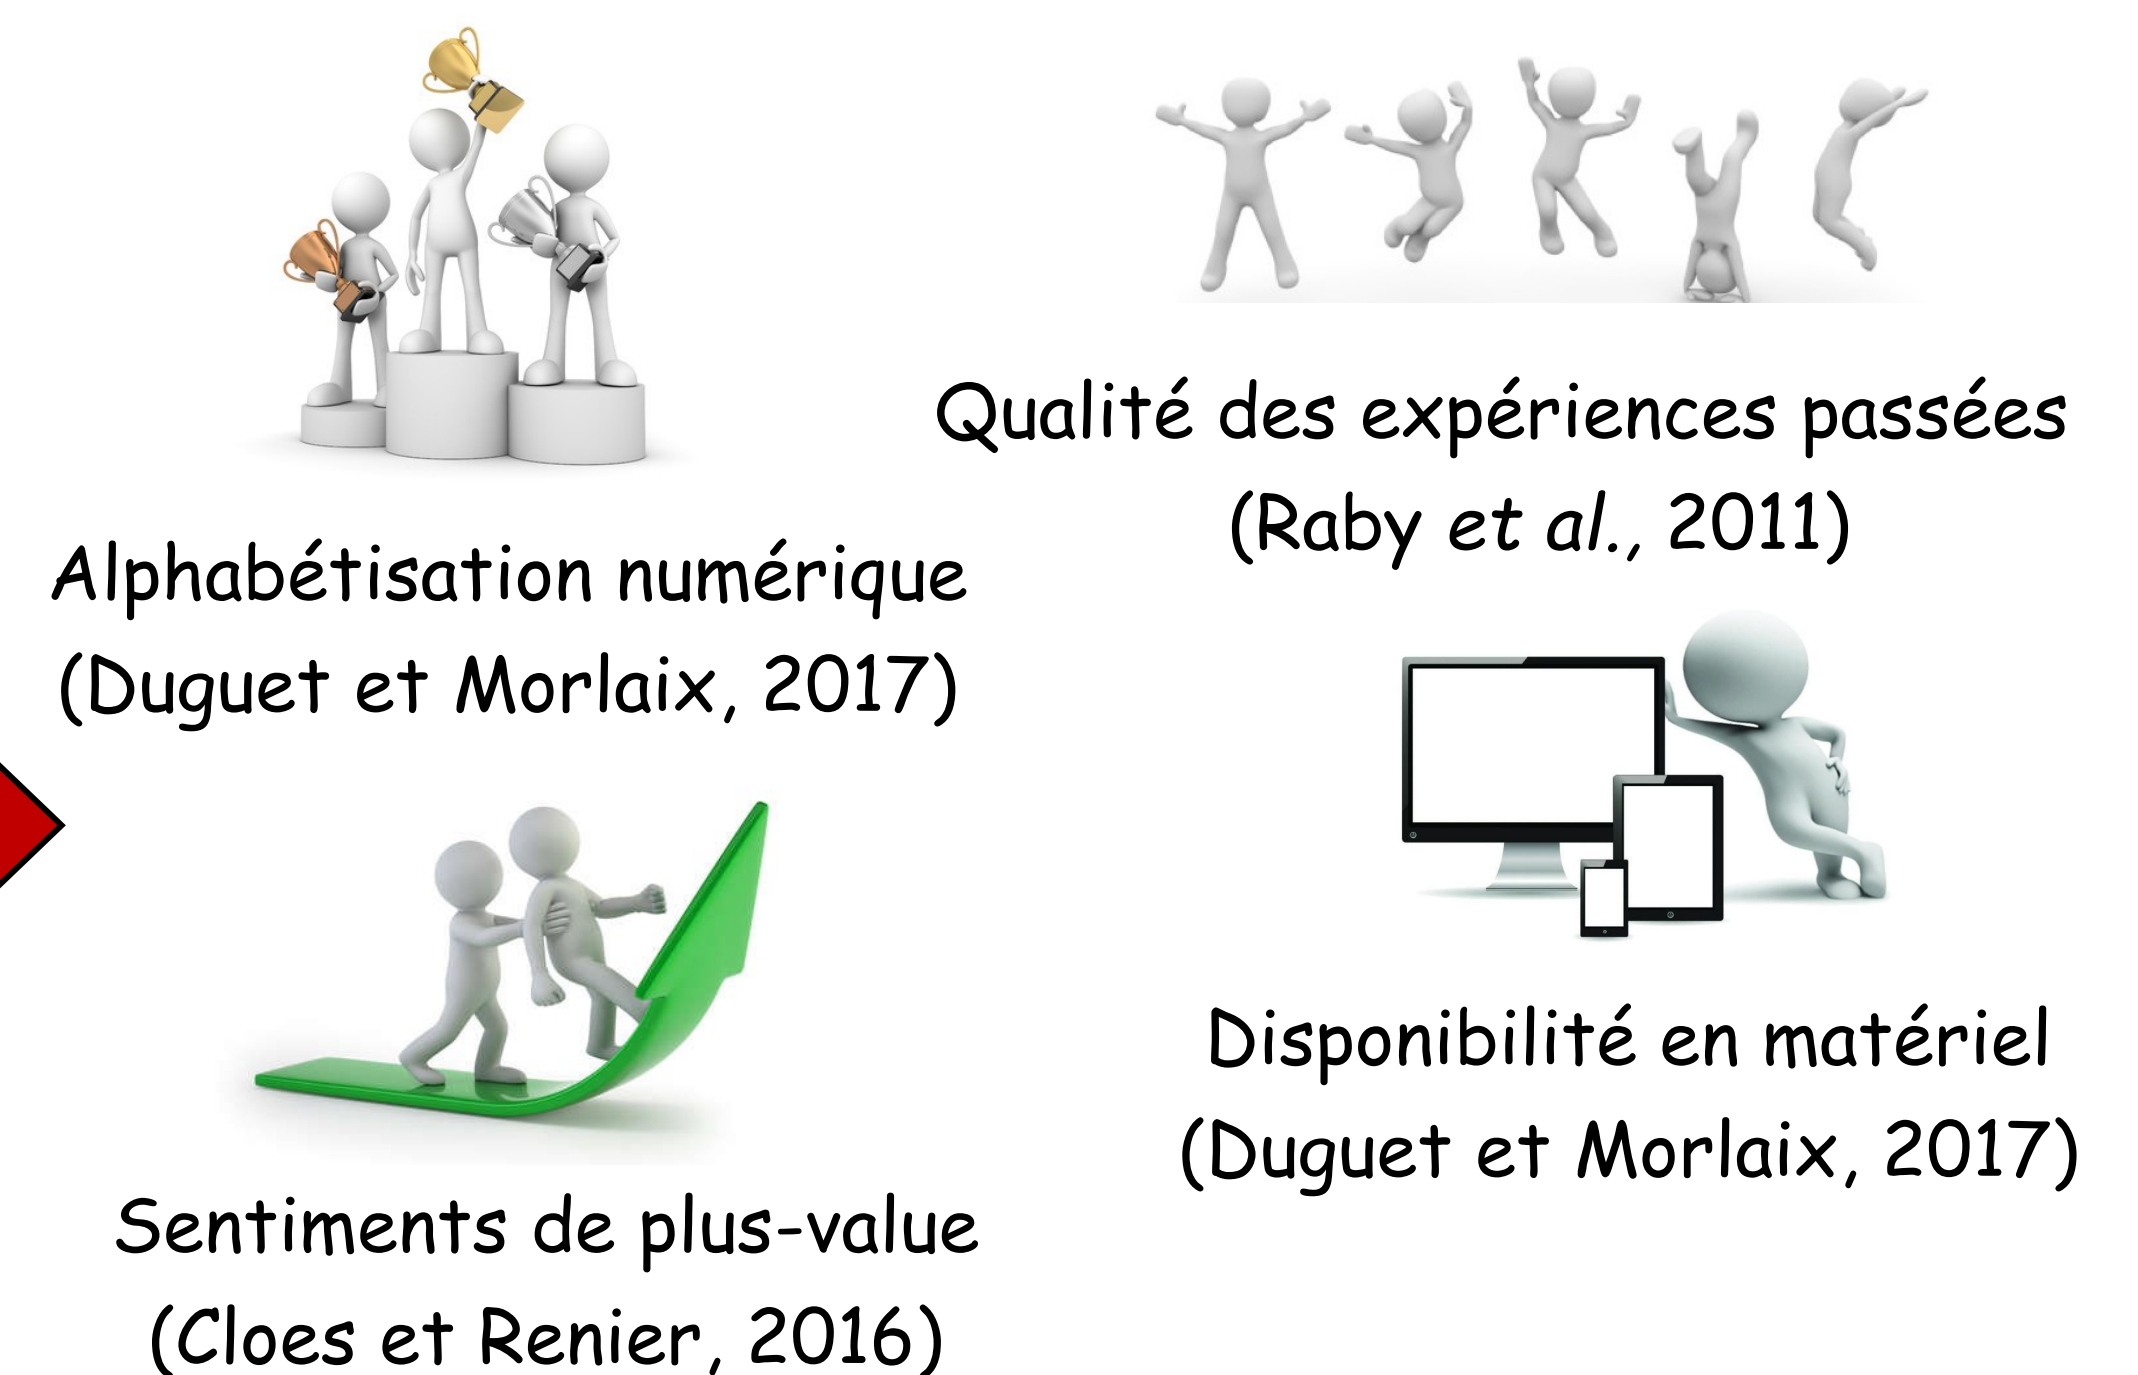 Alphabétisation numérique
(Duguet et Morlaix, 2017)
Qualité des expériences passées
(Raby et al., 2011)
Sentiments de plus-value
(Cloes et Renier, 2016)
Disponibilité en matériel
(Duguet et Morlaix, 2017)